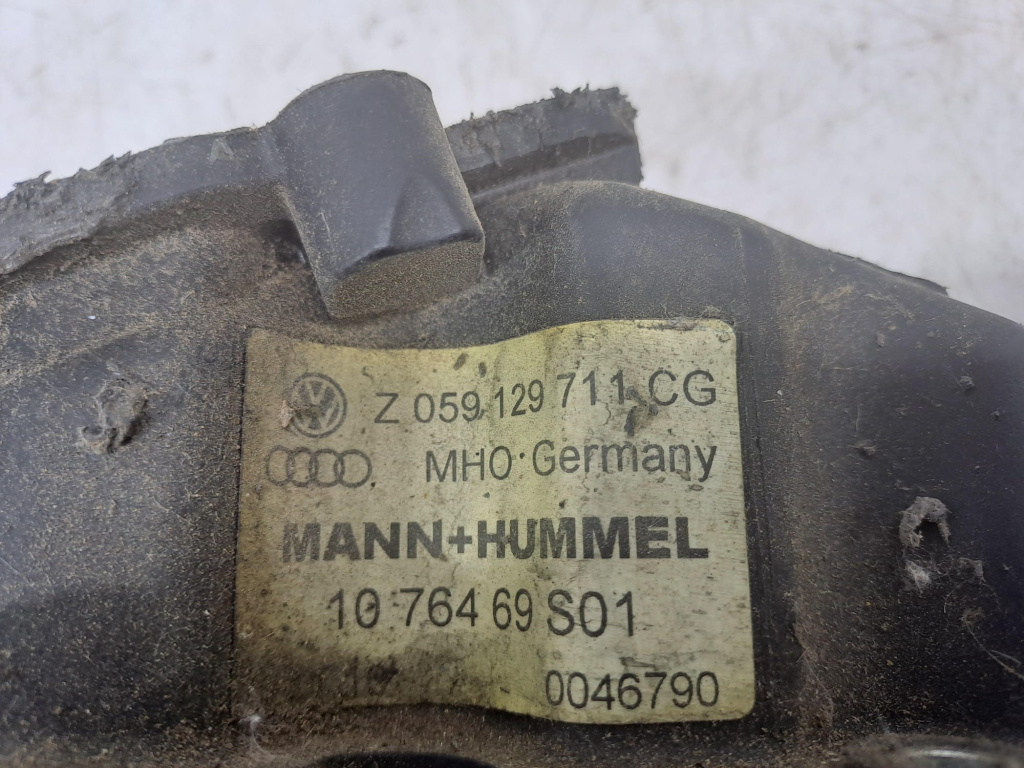 Z 059 129 711 CG
MHO Germany
MANN+HUMMEL
10 764 69 S01
0046790